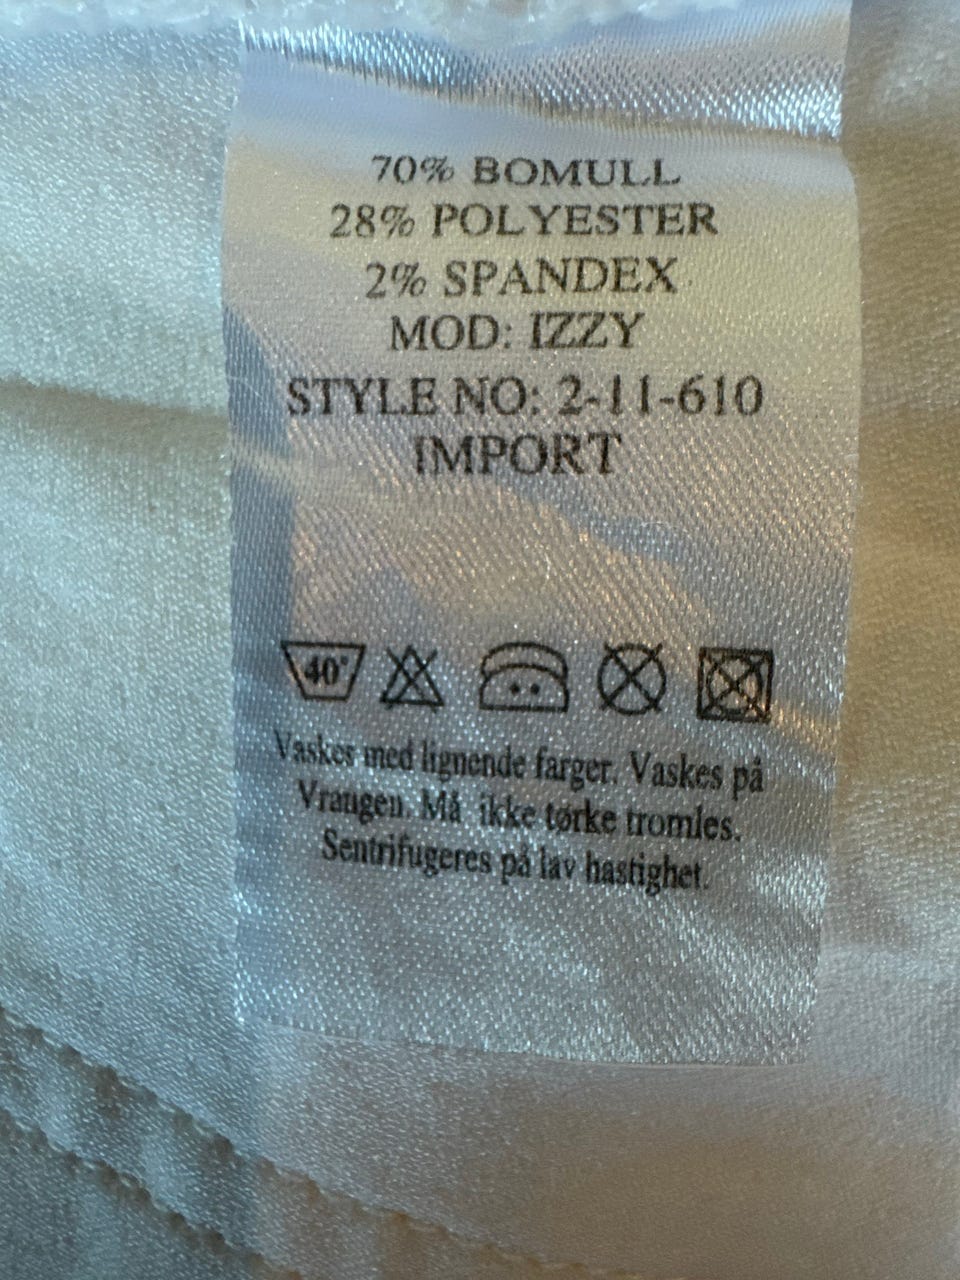 70% BOMULL
28% POLYESTER
2% SPANDEX
MOD: IZZY
STYLE NO: 2-11-610
IMPORT
40°
Vaskes med lignende farger. Vaskes på
Vrangen. Må ikke tørke tromles.
Sentrifugeres på lav hastighet.